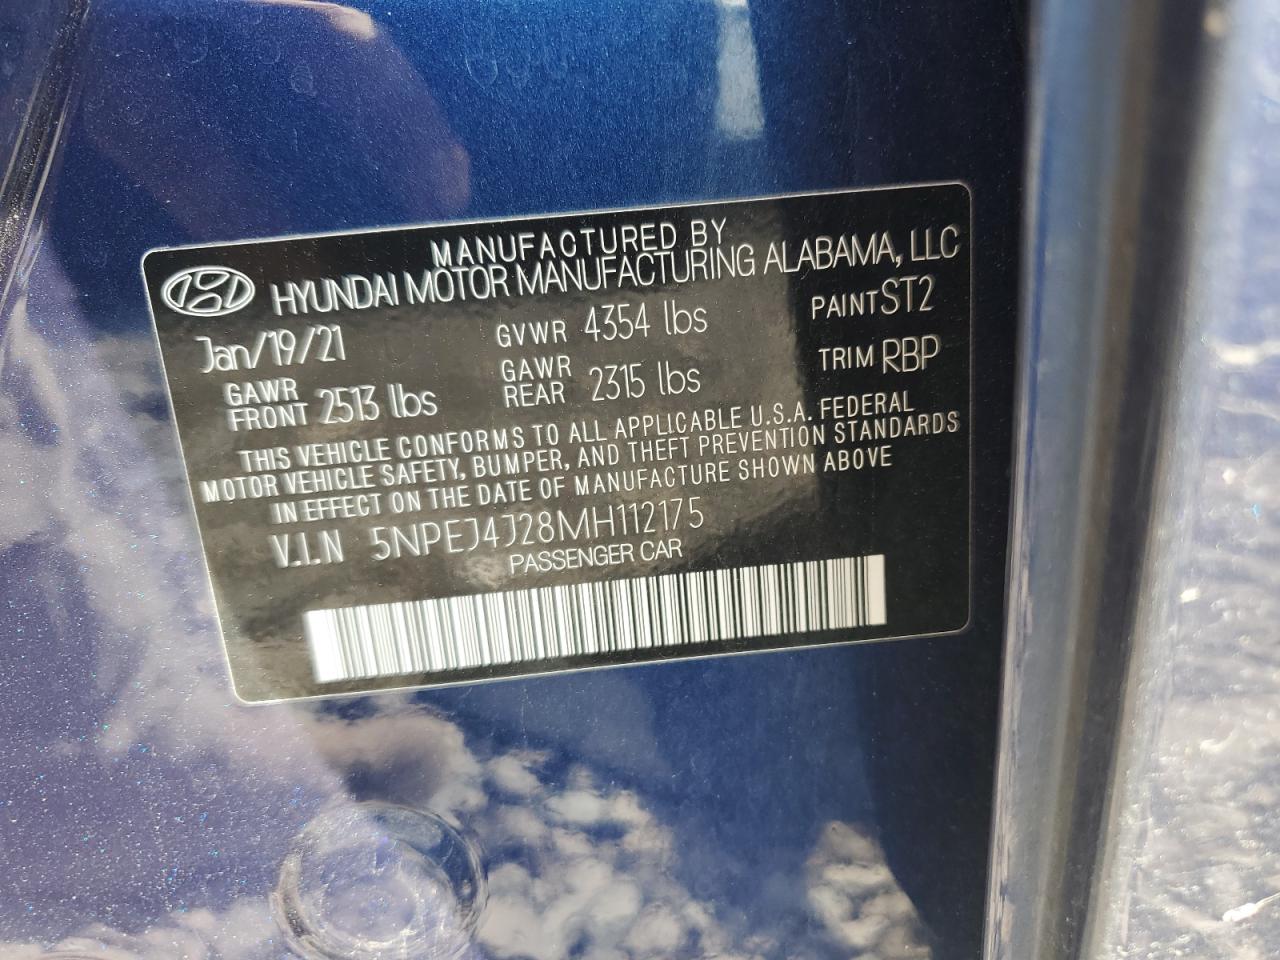 MANUFACTURED BY
HYUNDAI MOTOR MANUFACTURING ALABAMA, LLC
Jan/19/21 GVWR 4354 lbs PAINT ST2
GAWR FRONT 2513 lbs GAWR REAR 2315 lbs TRIM RBP
THIS VEHICLE CONFORMS TO ALL APPLICABLE U.S.A. FEDERAL
MOTOR VEHICLE SAFETY, BUMPER, AND THEFT PREVENTION STANDARDS
IN EFFECT ON THE DATE OF MANUFACTURE SHOWN ABOVE
V.I.N 5NPEJ4J28MH112175
PASSENGER CAR